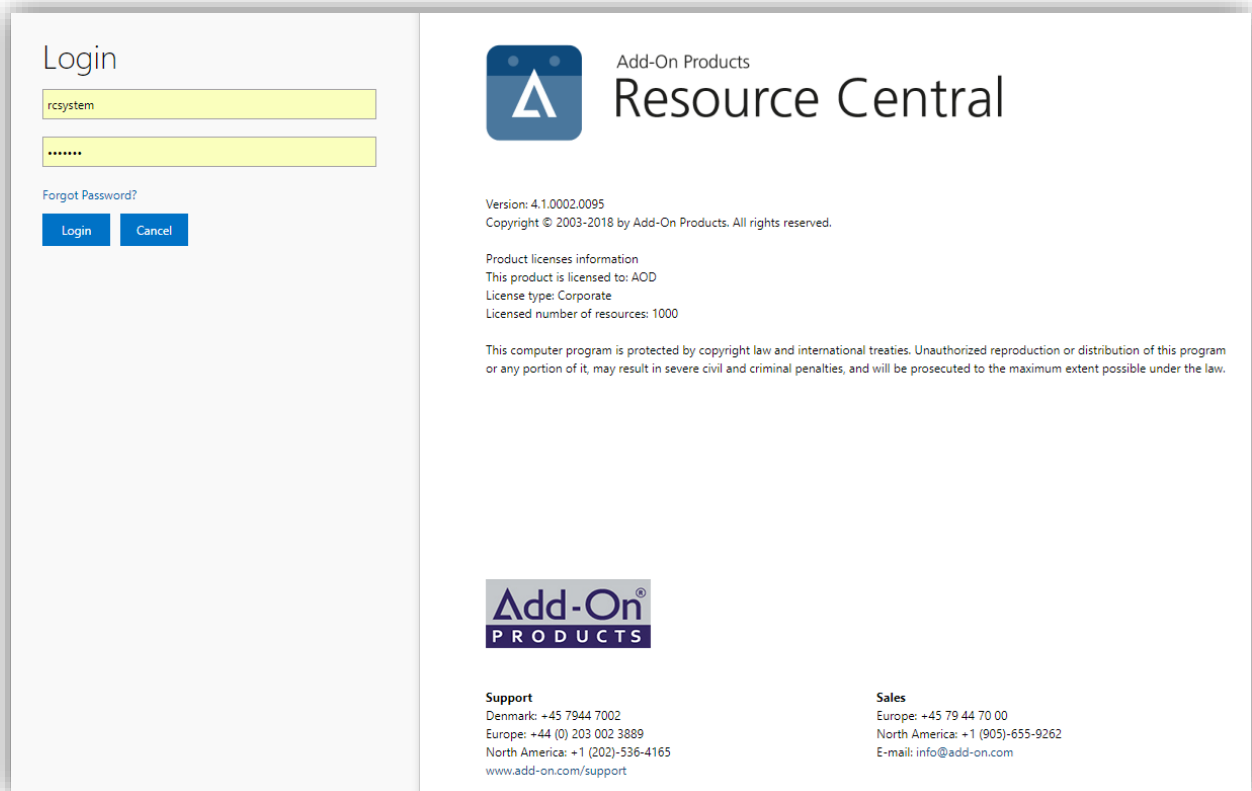 Login
rcsystem
•••••••
Forgot Password?
Login Cancel
Add-On Products
Resource Central
Version: 4.1.0002.0095
Copyright © 2003-2018 by Add-On Products. All rights reserved.
Product licenses information
This product is licensed to: AOD
License type: Corporate
Licensed number of resources: 1000
This computer program is protected by copyright law and international treaties. Unauthorized reproduction or distribution of this program
or any portion of it, may result in severe civil and criminal penalties, and will be prosecuted to the maximum extent possible under the law.
Add-On®
PRODUCTS
Support
Denmark: +45 7944 7002
Europe: +44 (0) 203 002 3889
North America: +1 (202)-536-4165
www.add-on.com/support
Sales
Europe: +45 79 44 70 00
North America: +1 (905)-655-9262
E-mail: info@add-on.com